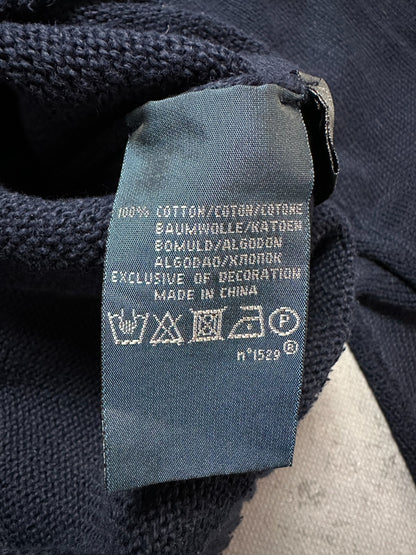 100% COTTON/COTON/COTONE
BAUMWOLLE/KATOEN
BOMULD/ALGODON
ALGODAO/ХЛОПОК
EXCLUSIVE OF DECORATION
MADE IN CHINA
P
n°1529®